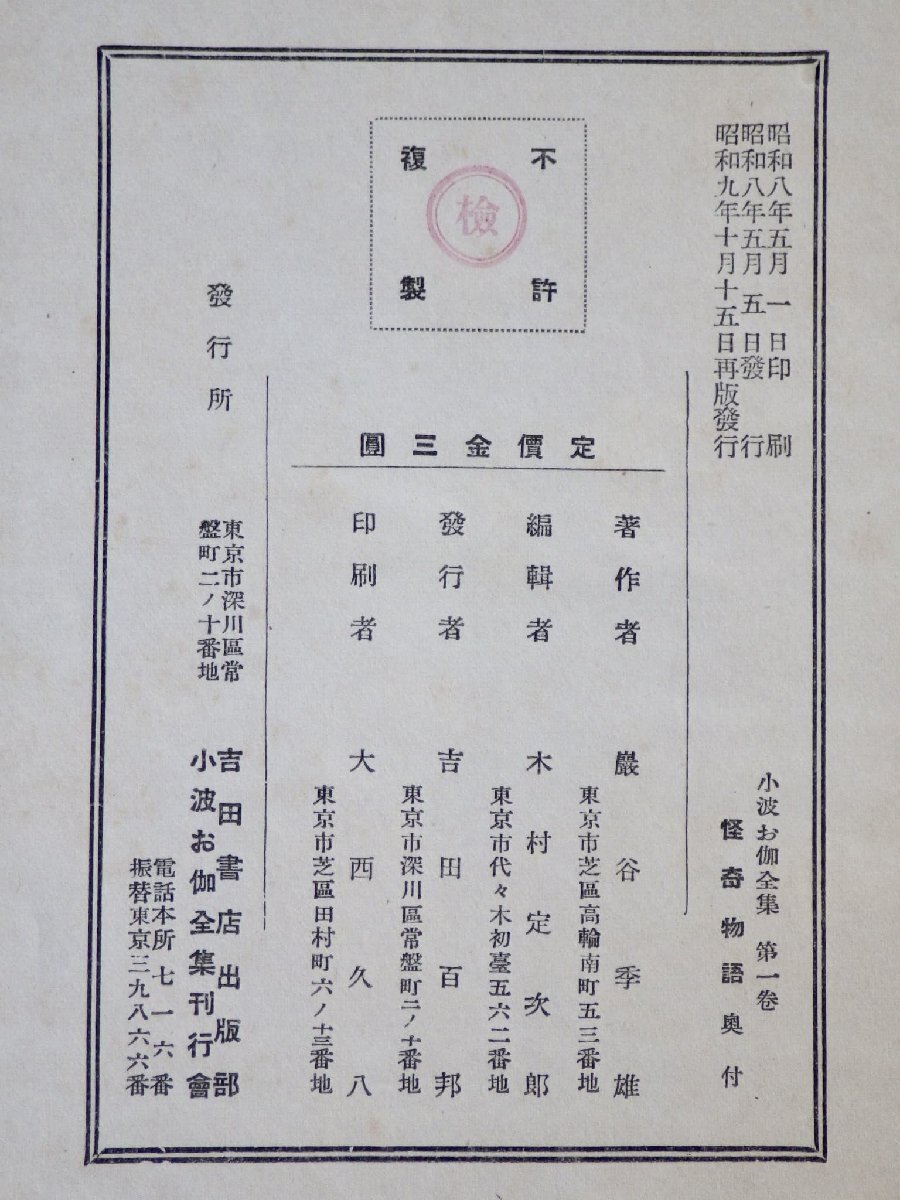 昭和八年五月一日印刷
昭和八年五月五日發行
昭和九年十月十五日再版發行
小波お伽全集 第一卷
怪奇物語奧付
不許
複製
檢
定價金三圓
著作者 巖谷季雄
東京市芝區高輪南町五三番地
編輯者 木村定次郎
東京市代々木初臺五六二番地
發行者 吉田百邦
東京市深川區常盤町二ノ十番地
印刷者 大西久八
東京市芝區田村町六ノ十三番地
發行所
東京市深川區常
盤町二ノ十番地
吉田書店出版部
小波お伽全集刊行會
電話本所七一六番
振替東京三九八六六番